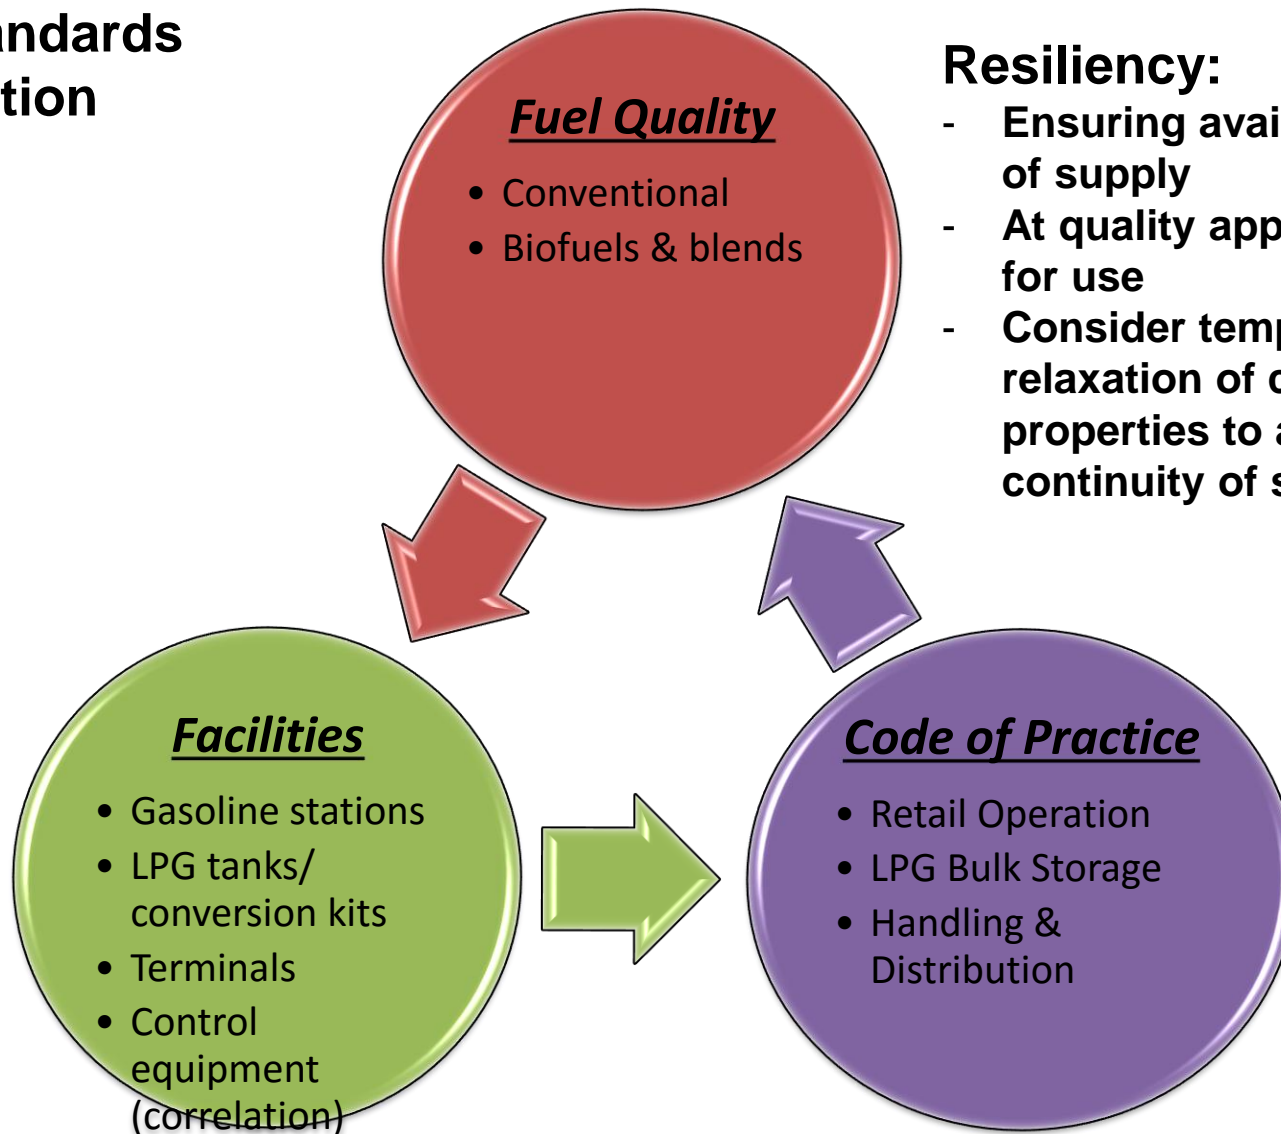 andards
tion
Fuel Quality
• Conventional
• Biofuels & blends
Resiliency:
- Ensuring avai
of supply
- At quality app
for use
- Consider temp
relaxation of c
properties to a
continuity of s
Facilities
• Gasoline stations
• LPG tanks/
conversion kits
• Terminals
• Control
equipment
(correlation)
Code of Practice
• Retail Operation
• LPG Bulk Storage
• Handling &
Distribution